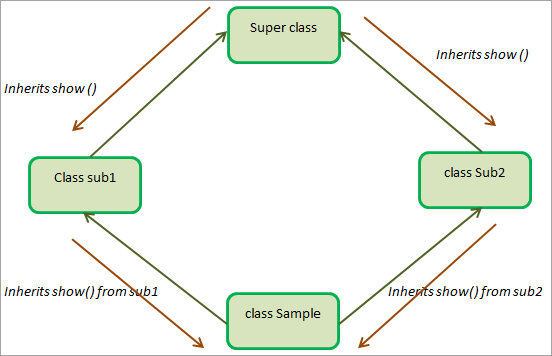 Super class
Inherits show ()
Inherits show ()
Class sub1
class Sub2
Inherits show() from sub1
Inherits show() from sub2
class Sample